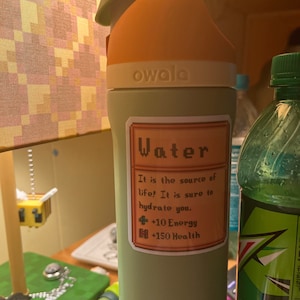 owala
Water
It is the source of
life! It is sure to
hydrate you.
+10 Energy
+150 Health